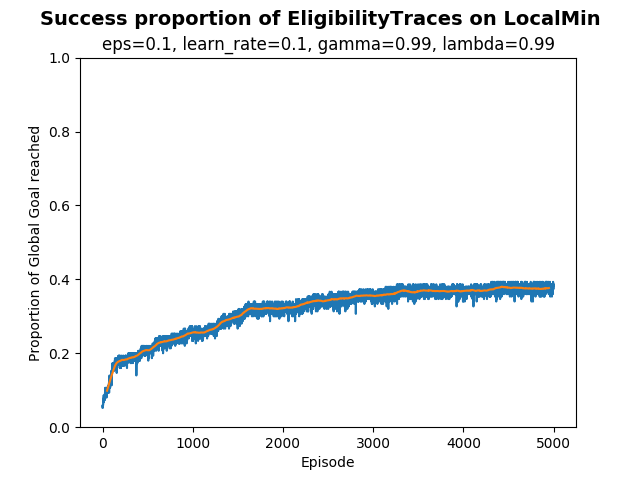 Success proportion of EligibilityTraces on LocalMin
eps=0.1, learn_rate=0.1, gamma=0.99, lambda=0.99
Proportion of Global Goal reached
1.0
0.8
0.6
0.4
0.2
0.0
0 1000 2000 3000 4000 5000
Episode